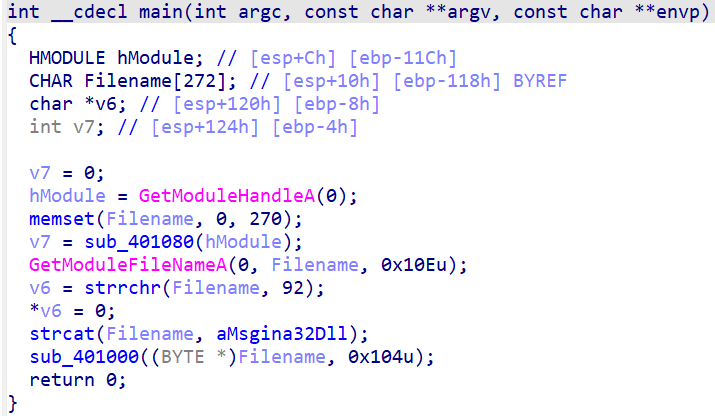 int __cdecl main(int argc, const char **argv, const char **envp)
{
  HMODULE hModule; // [esp+Ch] [ebp-11Ch]
  CHAR Filename[272]; // [esp+10h] [ebp-118h] BYREF
  char *v6; // [esp+120h] [ebp-8h]
  int v7; // [esp+124h] [ebp-4h]

  v7 = 0;
  hModule = GetModuleHandleA(0);
  memset(Filename, 0, 270);
  v7 = sub_401080(hModule);
  GetModuleFileNameA(0, Filename, 0x10Eu);
  v6 = strrchr(Filename, 92);
  *v6 = 0;
  strcat(Filename, aMsgina32Dll);
  sub_401000((BYTE *)Filename, 0x104u);
  return 0;
}